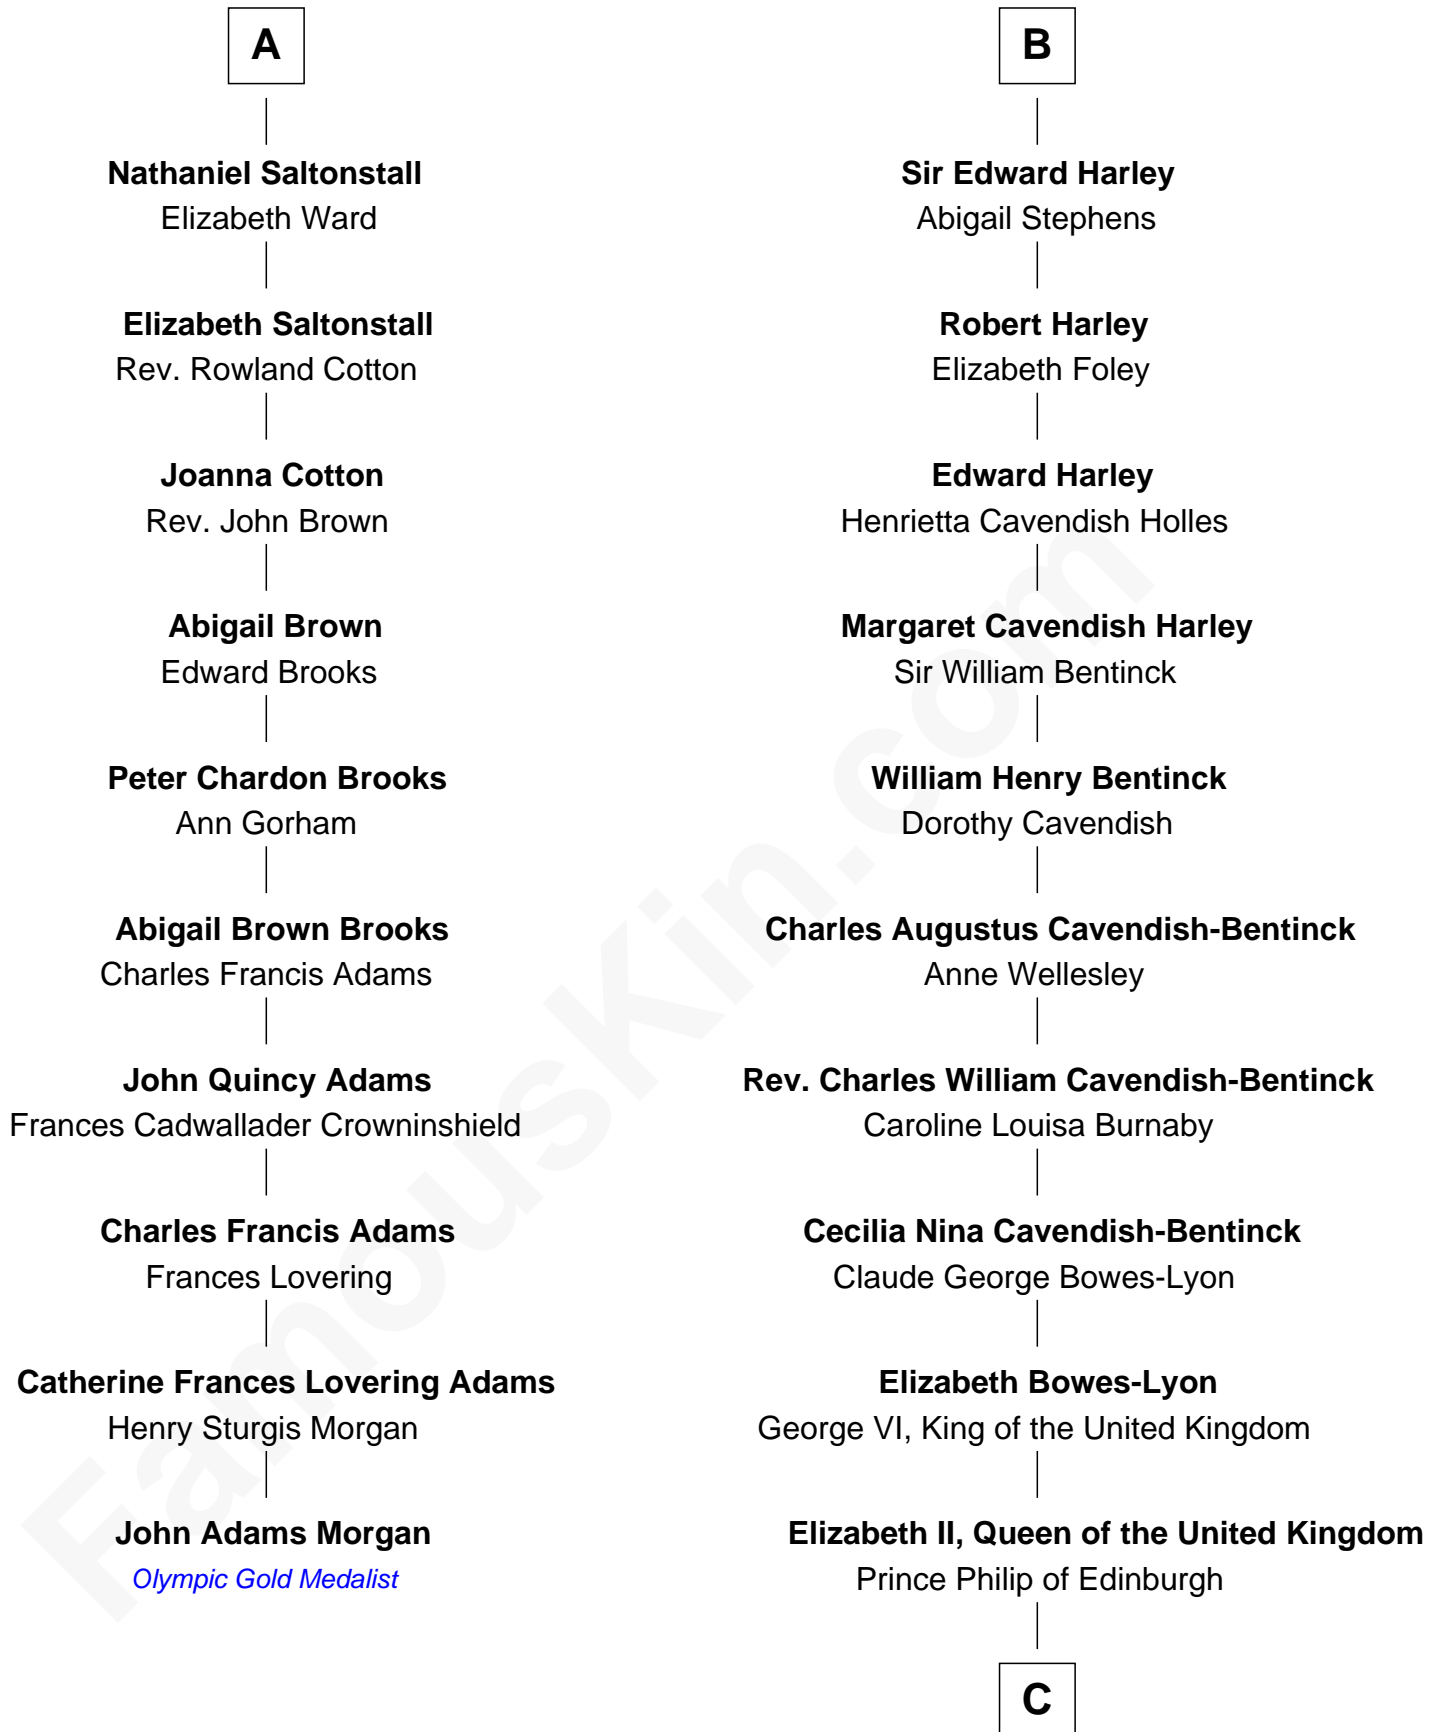 A
Nathaniel Saltonstall
Elizabeth Ward
Elizabeth Saltonstall
Rev. Rowland Cotton
Joanna Cotton
Rev. John Brown
Abigail Brown
Edward Brooks
Peter Chardon Brooks
Ann Gorham
Abigail Brown Brooks
Charles Francis Adams
John Quincy Adams
Frances Cadwallader Crowninshield
Charles Francis Adams
Frances Lovering
Catherine Frances Lovering Adams
Henry Sturgis Morgan
John Adams Morgan
Olympic Gold Medalist
B
Sir Edward Harley
Abigail Stephens
Robert Harley
Elizabeth Foley
Edward Harley
Henrietta Cavendish Holles
Margaret Cavendish Harley
Sir William Bentinck
William Henry Bentinck
Dorothy Cavendish
Charles Augustus Cavendish-Bentinck
Anne Wellesley
Rev. Charles William Cavendish-Bentinck
Caroline Louisa Burnaby
Cecilia Nina Cavendish-Bentinck
Claude George Bowes-Lyon
Elizabeth Bowes-Lyon
George VI, King of the United Kingdom
Elizabeth II, Queen of the United Kingdom
Prince Philip of Edinburgh
C
FamousKin.com